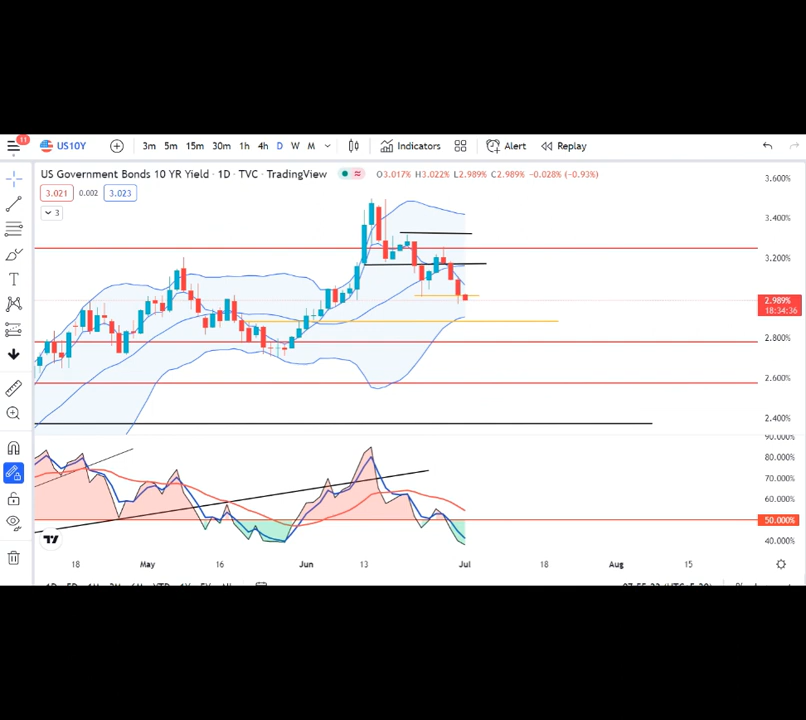 11
US10Y
3m 5m 15m 30m 1h 4h D W M
Indicators
Alert
Replay
US Government Bonds 10 YR Yield · 1D · TVC · TradingView
O3.017% H3.022% L2.989% C2.989% -0.028% (-0.93%)
3.021 0.002 3.023
3
3.600%
3.400%
3.200%
2.989%
18:34:36
2.800%
2.600%
2.400%
90.000%
80.000%
70.000%
60.000%
50.000%
40.000%
18 May 16 Jun 13 Jul 18 Aug 15